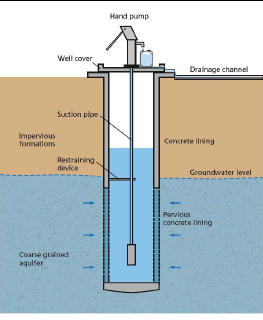 Hand pump
Well cover
Drainage channel
Suction pipe
Impervious
formations
Concrete lining
Restraining
device
Groundwater level
Pervious
concrete lining
Coarse grained
aquifer